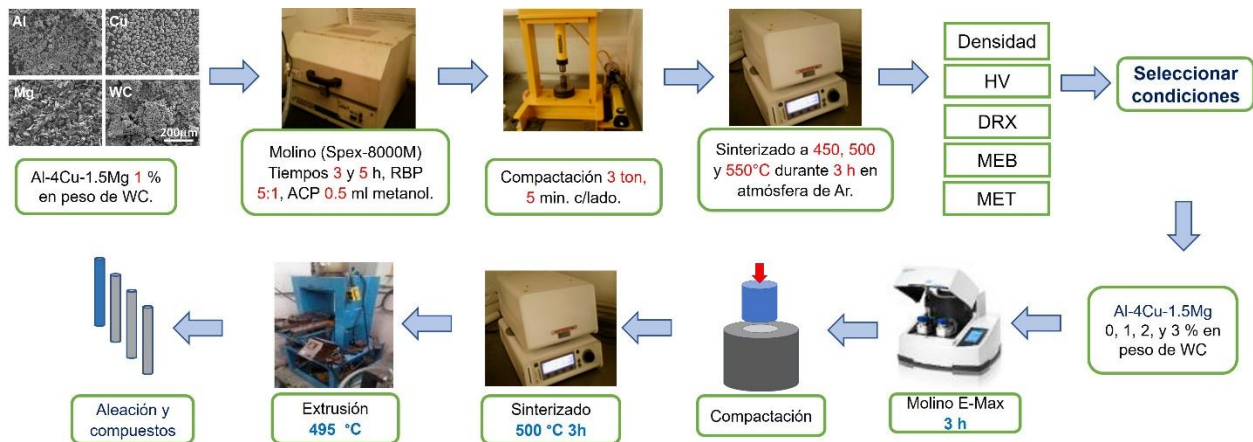 Al
Cu
Mg
WC
200μm
Al-4Cu-1.5Mg 1 %
en peso de WC.
Molino (Spex-8000M)
Tiempos 3 y 5 h, RBP
5:1, ACP 0.5 ml metanol.
Compactación 3 ton,
5 min. c/lado.
Sinterizado a 450, 500
y 550°C durante 3 h en
atmósfera de Ar.
Densidad
HV
DRX
MEB
MET
Seleccionar
condiciones
Al-4Cu-1.5Mg
0, 1, 2, y 3 % en
peso de WC
Molino E-Max
3 h
Compactación
Sinterizado
500 °C 3h
Extrusión
495 °C
Aleación y
compuestos